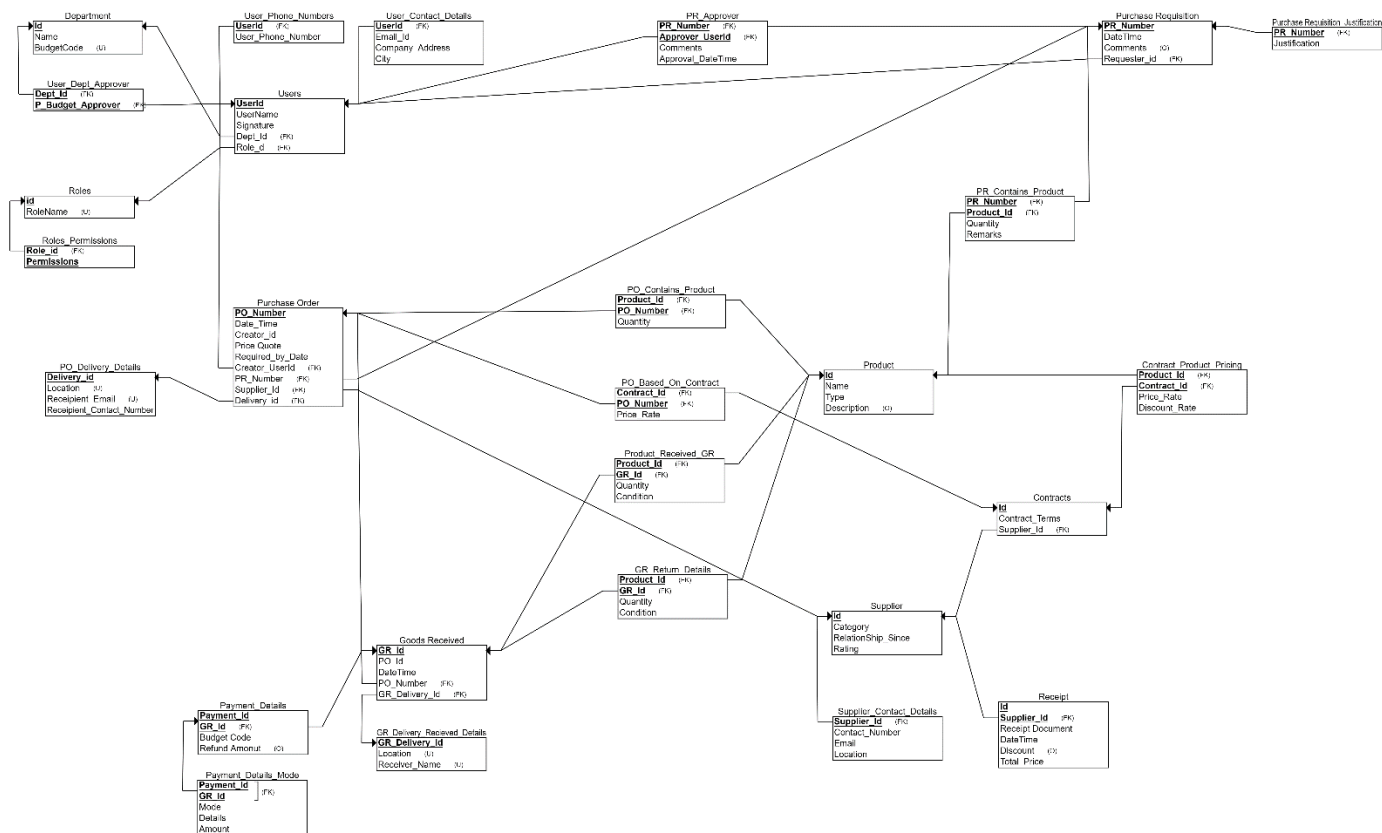 Department
Id
Name
BudgetCode (U)
User_Phone_Numbers
UserId (FK)
User_Phone_Number
User_Contact_Details
UserId (FK)
Email_Id
Company_Address
City
PR_Approver
PR_Number (FK)
Approver_UserId (FK)
Comments
Approval_DateTime
Purchase Requisition
PR_Number
DateTime
Comments (O)
Requester_id (FK)
Purchase Requisition_Justification
PR_Number (FK)
Justification
User_Dept_Approver
Dept_Id (FK)
P_Budget_Approver (FK)
Users
UserId
UserName
Signature
Dept_Id (FK)
Role_d (FK)
Roles
id
RoleName (U)
Roles_Permissions
Role_id (FK)
Permissions
PR_Contains_Product
PR_Number (FK)
Product_Id (FK)
Quantity
Remarks
Purchase Order
PO_Number
Date_Time
Creator_id
Price Quote
Required_by_Date
Creator_UserId (FK)
PR_Number (FK)
Supplier_Id (FK)
Delivery_id (FK)
PO_Contains_Product
Product_Id (FK)
PO_Number (FK)
Quantity
PO_Delivery_Details
Delivery_id
Location (U)
Receipient_Email (U)
Receipient_Contact_Number
PO_Based_On_Contract
Contract_Id (FK)
PO_Number (FK)
Price_Rate
Product
Id
Name
Type
Description (O)
Contract_Product_Pricing
Product_Id (FK)
Contract_Id (FK)
Price_Rate
Discount_Rate
Product_Received_GR
Product_Id (FK)
GR_Id (FK)
Quantity
Condition
Contracts
Id
Contract_Terms
Supplier_Id (FK)
GR_Return_Details
Product_Id (FK)
GR_Id (FK)
Quantity
Condition
Supplier
Id
Category
RelationShip_Since
Rating
Goods Received
GR_Id
PO_Id
DateTime
PO_Number (FK)
GR_Delivery_Id (FK)
Payment_Details
Payment_Id
GR_Id (FK)
Budget Code
Refund Amonut (O)
GR_Delivery_Recieved_Details
GR_Delivery_Id
Location (U)
Receiver_Name (U)
Supplier_Contact_Details
Supplier_Id (FK)
Contact_Number
Email
Location
Receipt
Id
Supplier_Id (FK)
Receipt Document
DateTime
Discount (O)
Total_Price
Payment_Details_Mode
Payment_Id
GR_Id (FK)
Mode
Details
Amount